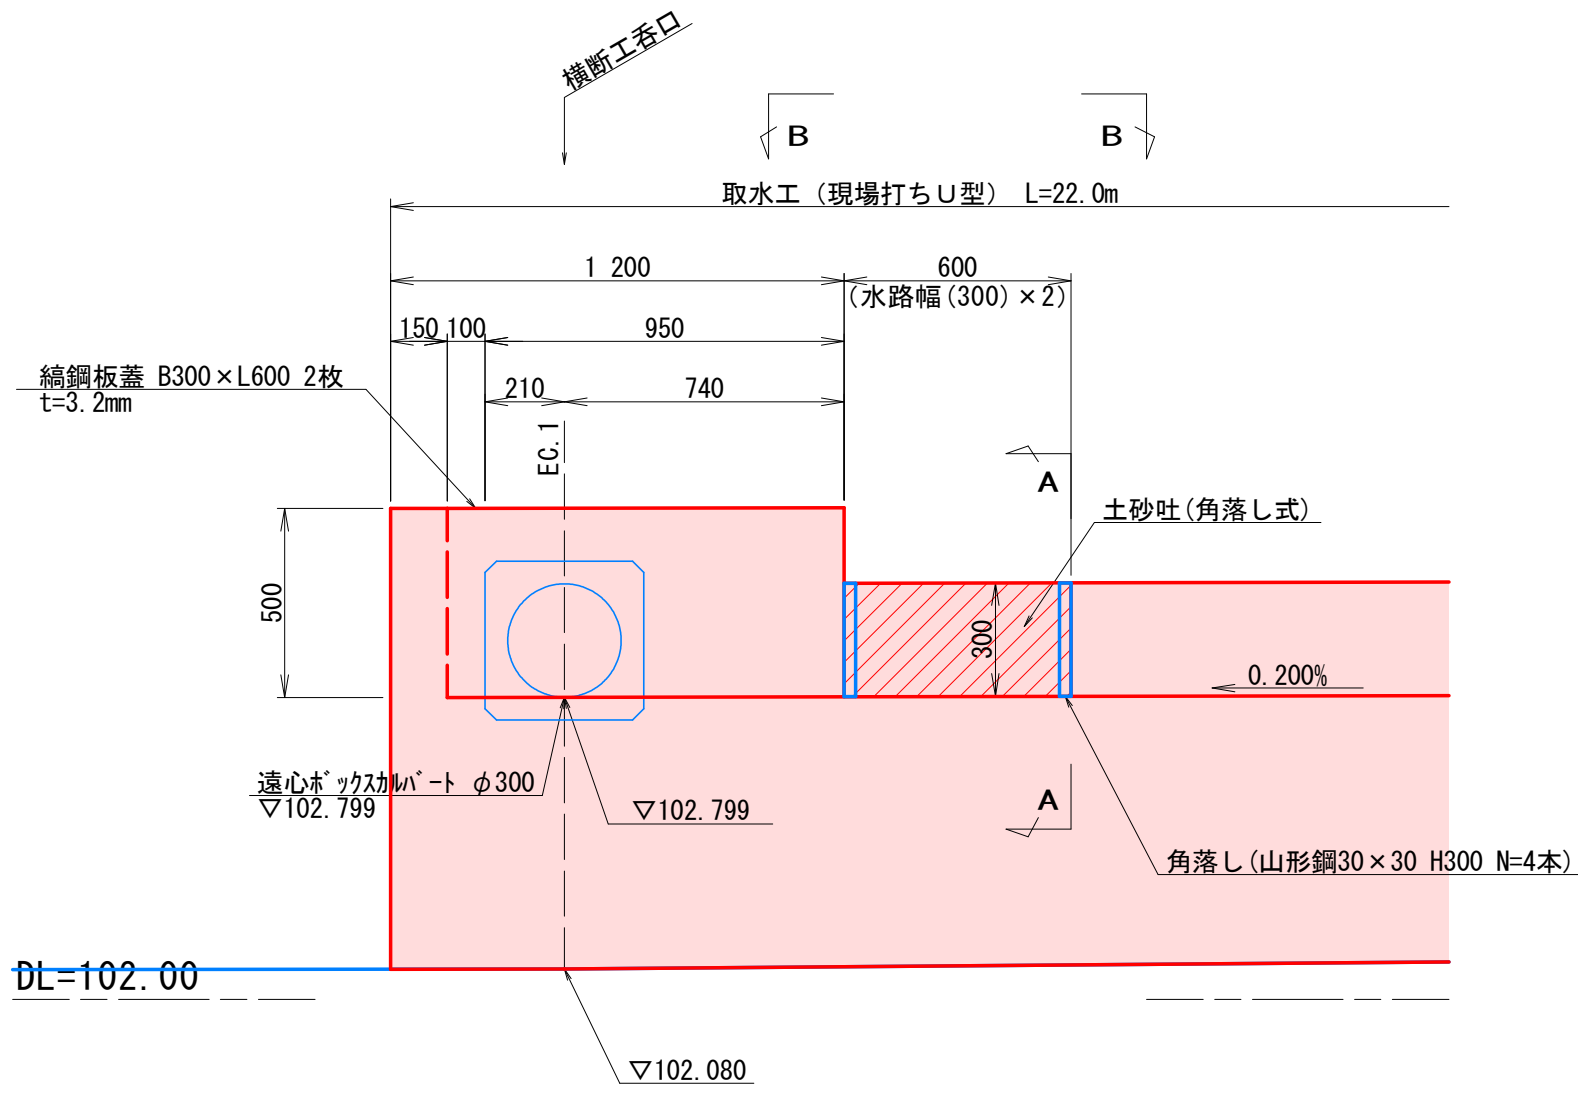 横断工呑口
B
B
取水工（現場打ちＵ型） L=22.0m
1 200
600
(水路幅(300)×2)
150
100
950
縞鋼板蓋 B300×L600 2枚
t=3.2mm
210
740
EC.1
A
土砂吐(角落し式)
500
300
0.200%
遠心ﾎﾞｯｸｽｶﾙﾊﾞｰﾄ φ300
▽102.799
▽102.799
A
角落し(山形鋼30×30 H300 N=4本)
DL=102.00
▽102.080